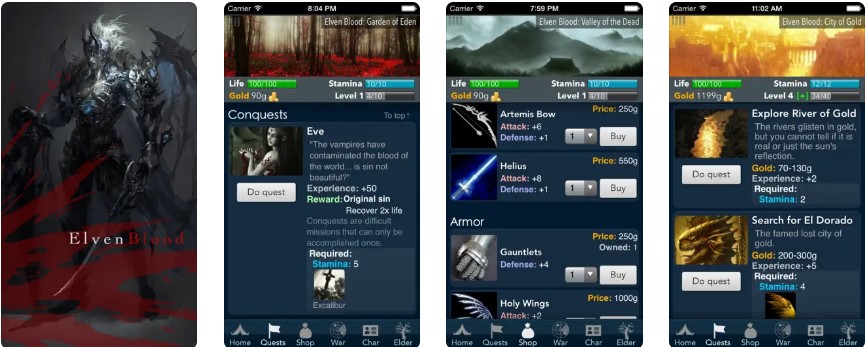 ElvenBlood
Carrier 8:04 PM
Elven Blood: Garden of Eden
Life 100/100 Stamina 10/10
Gold 90g Level 1 4/10
Conquests To top↑
Eve
"The vampires have
contaminated the blood of
the world... is sin not
beautiful?"
Experience: +50
Reward: Original sin
Recover 2x life
Conquests are difficult
missions that can only be
accomplished once.
Required:
Stamina: 5
Excalibur
Do quest
Home Quests Shop War Char Elder
Carrier 7:59 PM
Elven Blood: Valley of the Dead
Life 100/100 Stamina 10/10
Gold 90g Level 1 4/10
Price: 250g
Artemis Bow
Attack: +6
Defense: +1
1 Buy
Price: 550g
Helius
Attack: +8
Defense: +1
1 Buy
Armor
Price: 250g
Owned: 1
Gauntlets
Defense: +4
1 Buy
Price: 1000g
Holy Wings
Attack: +2
Home Quests Shop War Char Elder
Carrier 11:02 AM
Elven Blood: City of Gold
Life 100/100 Stamina 12/12
Gold 1199g Level 4 [+] 34/40
Explore River of Gold
The rivers glisten in gold,
but you cannot tell if it is
real or just the sun's
reflection.
Gold: 70-130g
Experience: +2
Required:
Stamina: 2
Do quest
Search for El Dorado
The famed lost city of
gold.
Gold: 200-300g
Experience: +5
Required:
Stamina: 4
Do quest
Home Quests Shop War Char Elder